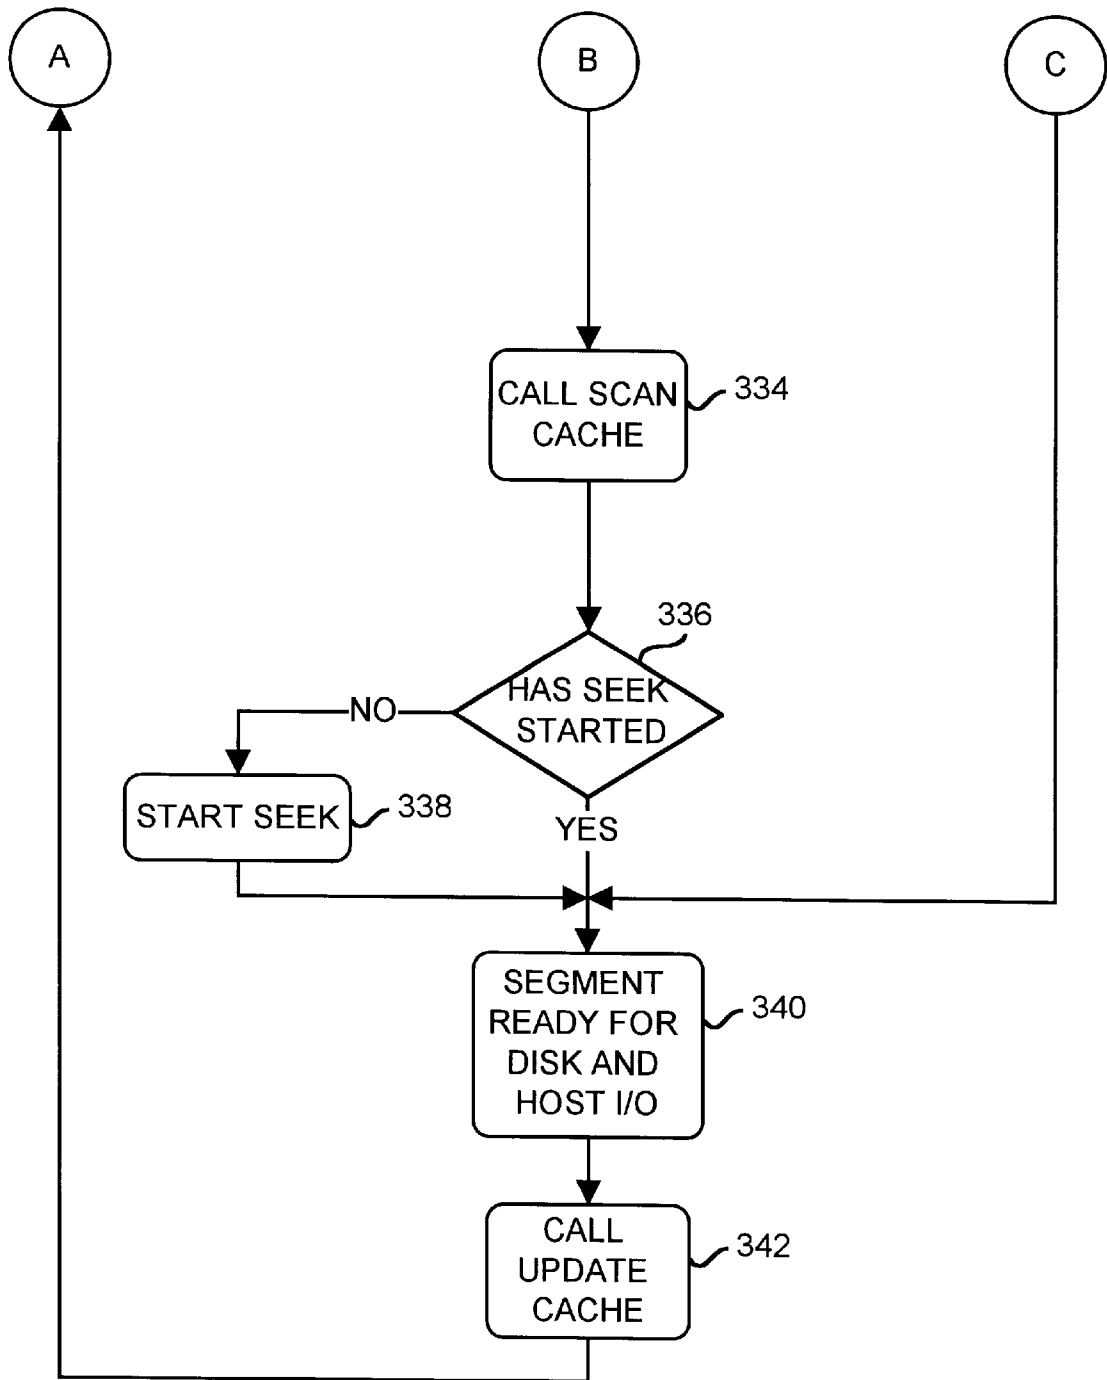 A
B
C
CALL SCAN
CACHE
334
336
HAS SEEK
STARTED
NO
START SEEK
338
YES
SEGMENT
READY FOR
DISK AND
HOST I/O
340
CALL
UPDATE
CACHE
342